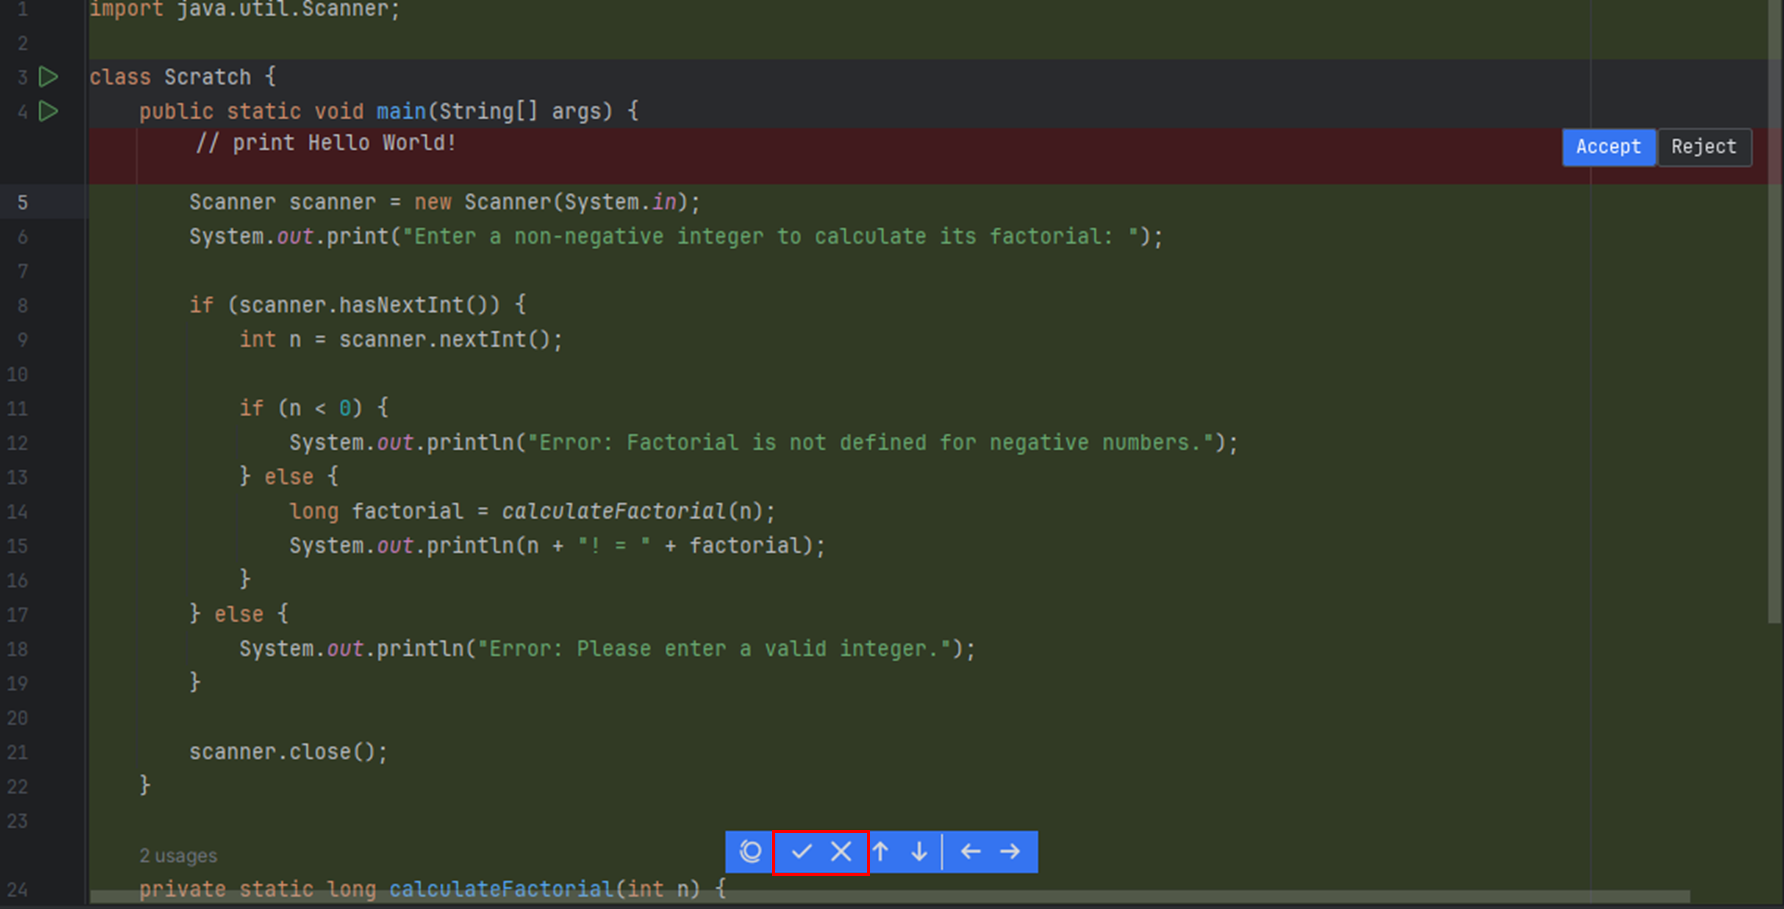 1 import java.util.Scanner;
2
3 class Scratch {
4 public static void main(String[] args) {
// print Hello World!
Accept Reject
5 Scanner scanner = new Scanner(System.in);
6 System.out.print("Enter a non-negative integer to calculate its factorial: ");
7
8 if (scanner.hasNextInt()) {
9 int n = scanner.nextInt();
10
11 if (n < 0) {
12 System.out.println("Error: Factorial is not defined for negative numbers.");
13 } else {
14 long factorial = calculateFactorial(n);
15 System.out.println(n + "! = " + factorial);
16 }
17 } else {
18 System.out.println("Error: Please enter a valid integer.");
19 }
20
21 scanner.close();
22 }
23
2 usages
24 private static long calculateFactorial(int n) {